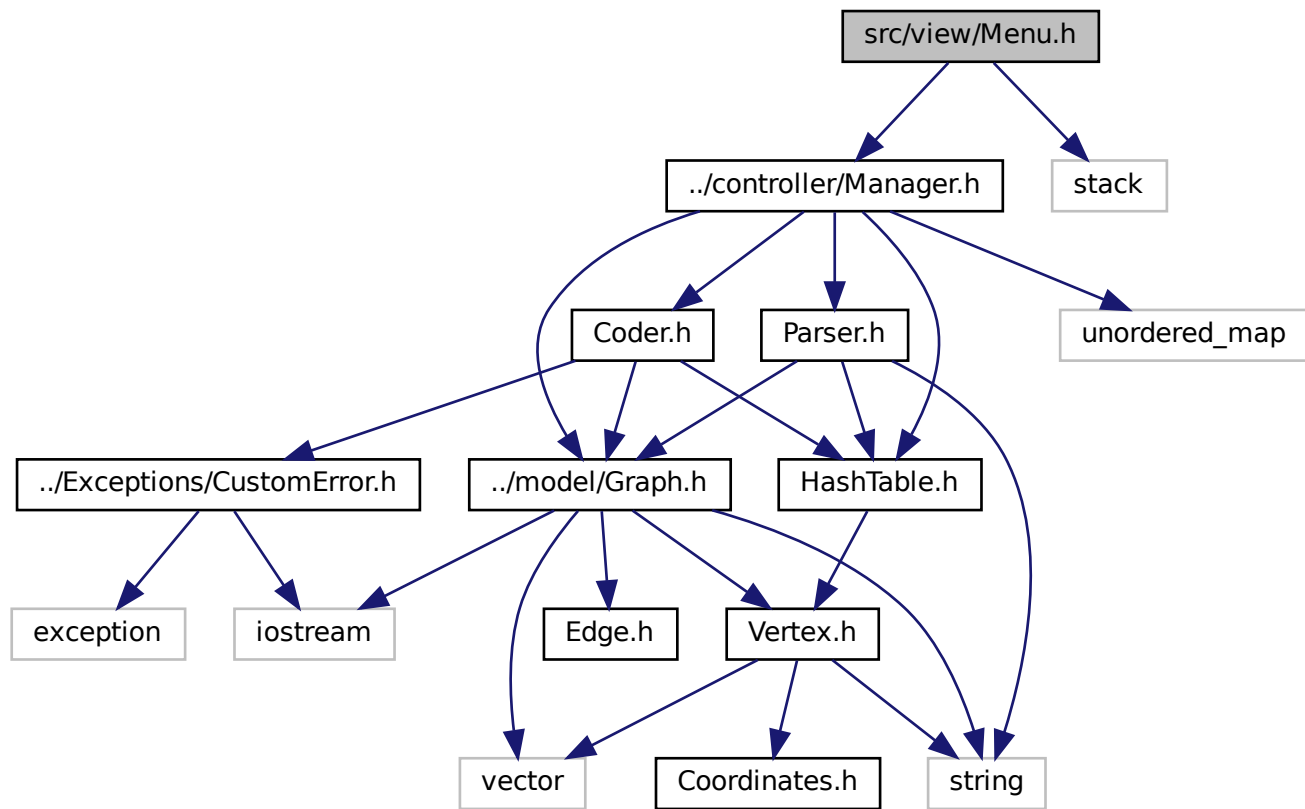 src/view/Menu.h
../controller/Manager.h
stack
Coder.h
Parser.h
unordered_map
../Exceptions/CustomError.h
../model/Graph.h
HashTable.h
exception
iostream
Edge.h
Vertex.h
vector
Coordinates.h
string